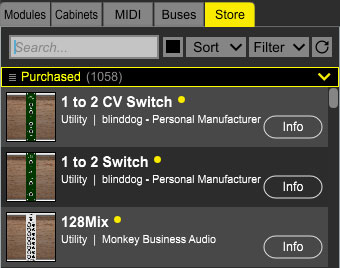 Modules Cabinets MIDI Buses Store
Search... Sort Filter
Purchased (1058)
1 to 2 CV Switch
Utility | blinddog - Personal Manufacturer
Info
1 to 2 Switch
Utility | blinddog - Personal Manufacturer
Info
128Mix
Utility | Monkey Business Audio
Info